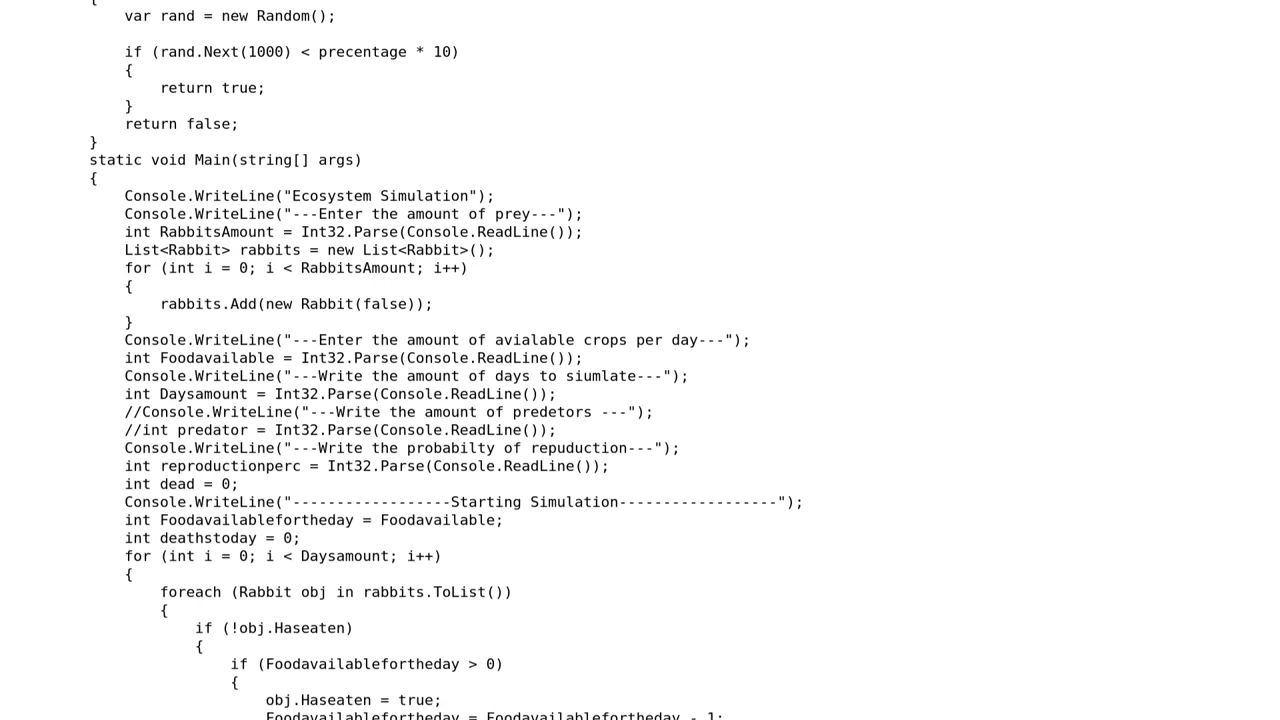 {
var rand = new Random();
if (rand.Next(1000) < precentage * 10)
{
return true;
}
return false;
}
static void Main(string[] args)
{
Console.WriteLine("Ecosystem Simulation");
Console.WriteLine("---Enter the amount of prey---");
int RabbitsAmount = Int32.Parse(Console.ReadLine());
List<Rabbit> rabbits = new List<Rabbit>();
for (int i = 0; i < RabbitsAmount; i++)
{
rabbits.Add(new Rabbit(false));
}
Console.WriteLine("---Enter the amount of avialable crops per day---");
int Foodavailable = Int32.Parse(Console.ReadLine());
Console.WriteLine("---Write the amount of days to siumlate---");
int Daysamount = Int32.Parse(Console.ReadLine());
//Console.WriteLine("---Write the amount of predetors ---");
//int predator = Int32.Parse(Console.ReadLine());
Console.WriteLine("---Write the probabilty of repuduction---");
int reproductionperc = Int32.Parse(Console.ReadLine());
int dead = 0;
Console.WriteLine("------------------Starting Simulation------------------");
int Foodavailablefortheday = Foodavailable;
int deathstoday = 0;
for (int i = 0; i < Daysamount; i++)
{
foreach (Rabbit obj in rabbits.ToList())
{
if (!obj.Haseaten)
{
if (Foodavailablefortheday > 0)
{
obj.Haseaten = true;
Foodavailablefortheday = Foodavailablefortheday - 1;